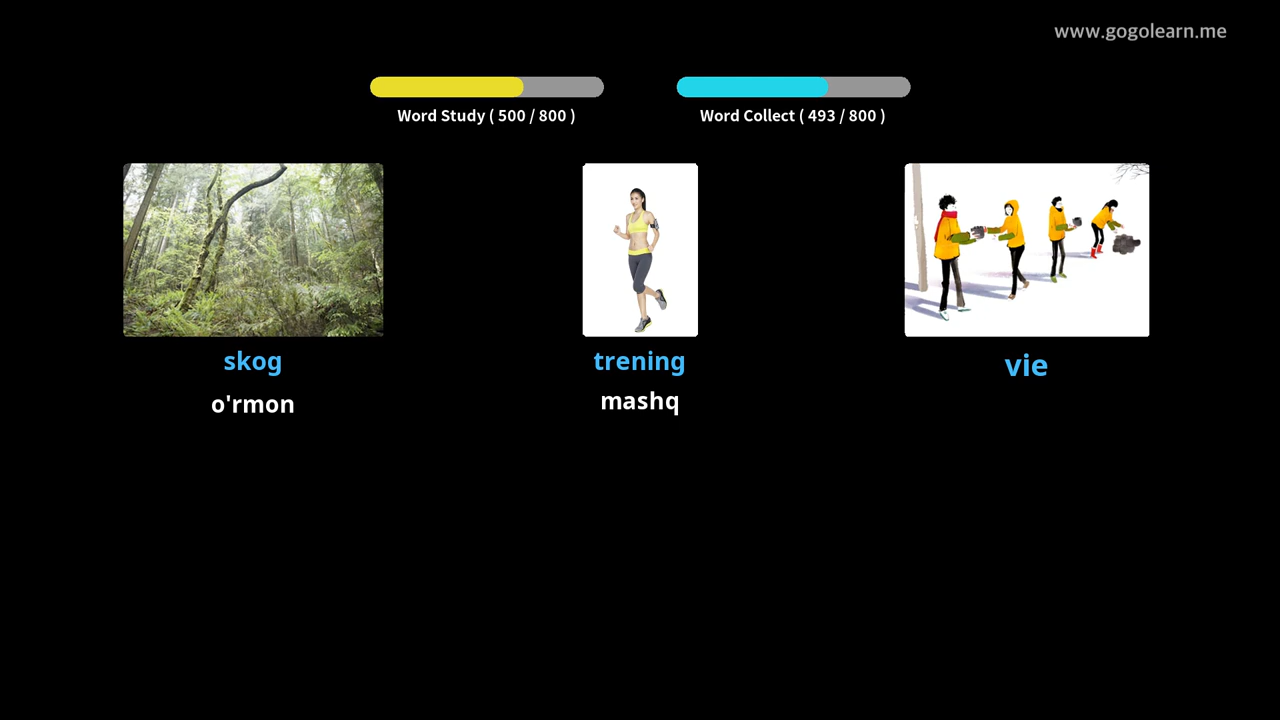 www.gogolearn.me
Word Study ( 500 / 800 )
Word Collect ( 493 / 800 )
skog
o'rmon
trening
mashq
vie